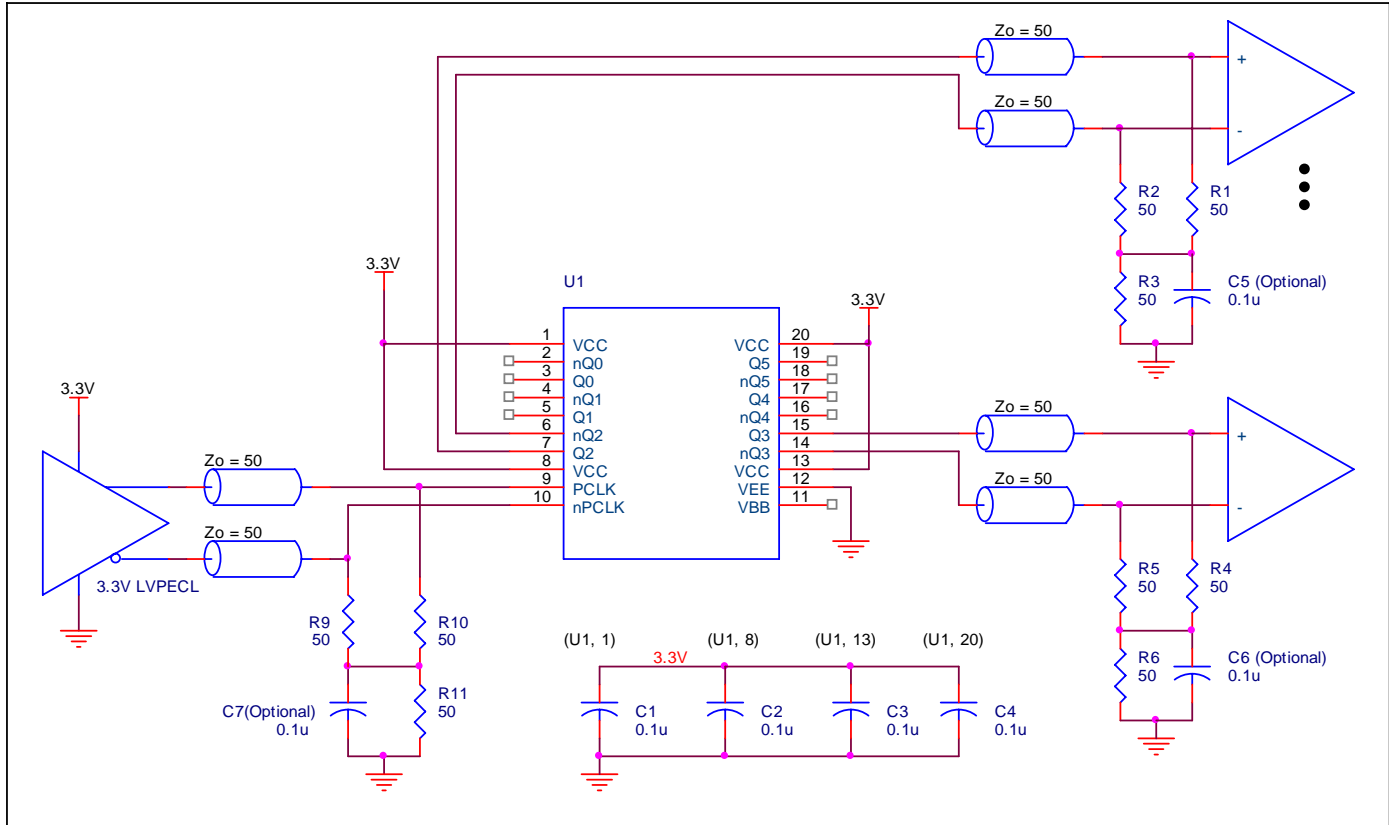 Zo = 50
+
Zo = 50
-
R2
50
R1
50
R3
50
C5 (Optional)
0.1u
3.3V
U1
3.3V
1
VCC
2
nQ0
3
Q0
4
nQ1
5
Q1
6
nQ2
7
Q2
8
VCC
9
PCLK
10
nPCLK
20
VCC
19
Q5
18
nQ5
17
Q4
16
nQ4
15
Q3
14
nQ3
13
VCC
12
VEE
11
VBB
3.3V
Zo = 50
Zo = 50
3.3V LVPECL
Zo = 50
+
Zo = 50
-
R5
50
R4
50
R6
50
C6 (Optional)
0.1u
R9
50
R10
50
R11
50
C7(Optional)
0.1u
(U1, 1)
(U1, 8)
(U1, 13)
(U1, 20)
3.3V
C1
0.1u
C2
0.1u
C3
0.1u
C4
0.1u